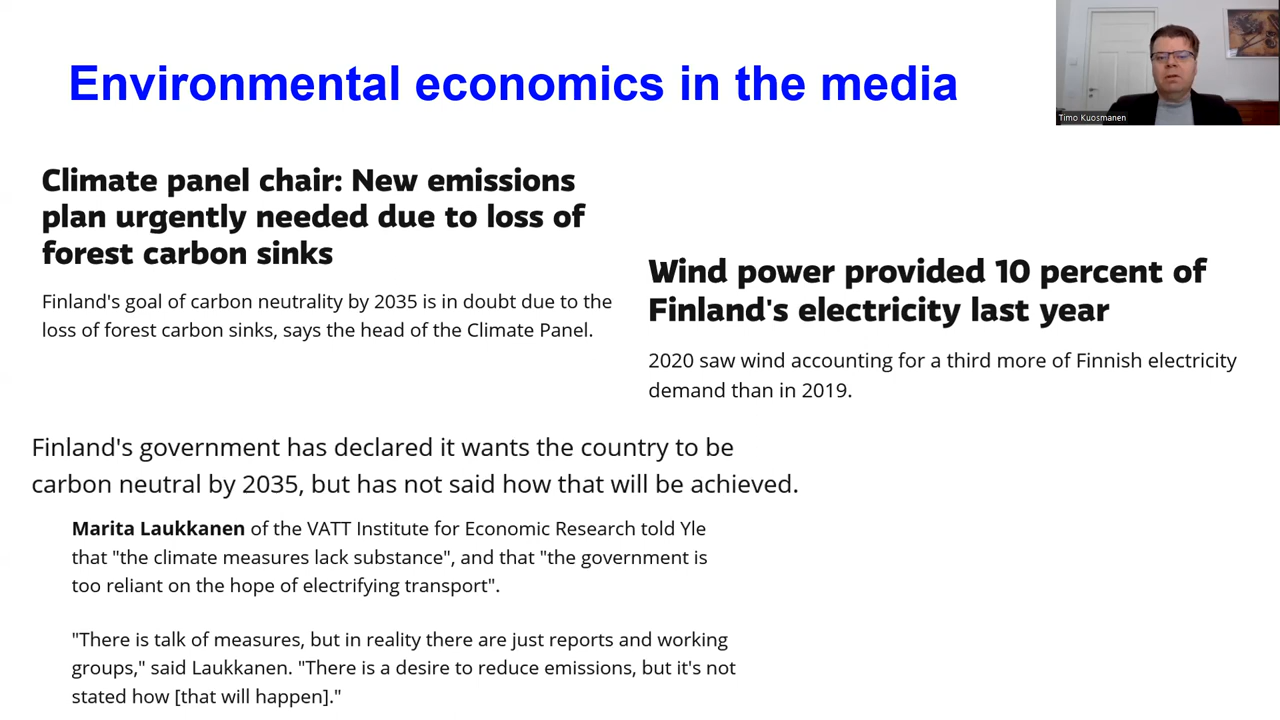 Environmental economics in the media
Timo Kuosmanen
Climate panel chair: New emissions
plan urgently needed due to loss of
forest carbon sinks
Finland's goal of carbon neutrality by 2035 is in doubt due to the
loss of forest carbon sinks, says the head of the Climate Panel.
Wind power provided 10 percent of
Finland's electricity last year
2020 saw wind accounting for a third more of Finnish electricity
demand than in 2019.
Finland's government has declared it wants the country to be
carbon neutral by 2035, but has not said how that will be achieved.
Marita Laukkanen of the VATT Institute for Economic Research told Yle
that "the climate measures lack substance", and that "the government is
too reliant on the hope of electrifying transport".
"There is talk of measures, but in reality there are just reports and working
groups," said Laukkanen. "There is a desire to reduce emissions, but it's not
stated how [that will happen]."